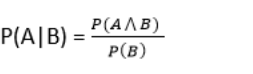 P(A|B) = P(A∧B) / P(B)